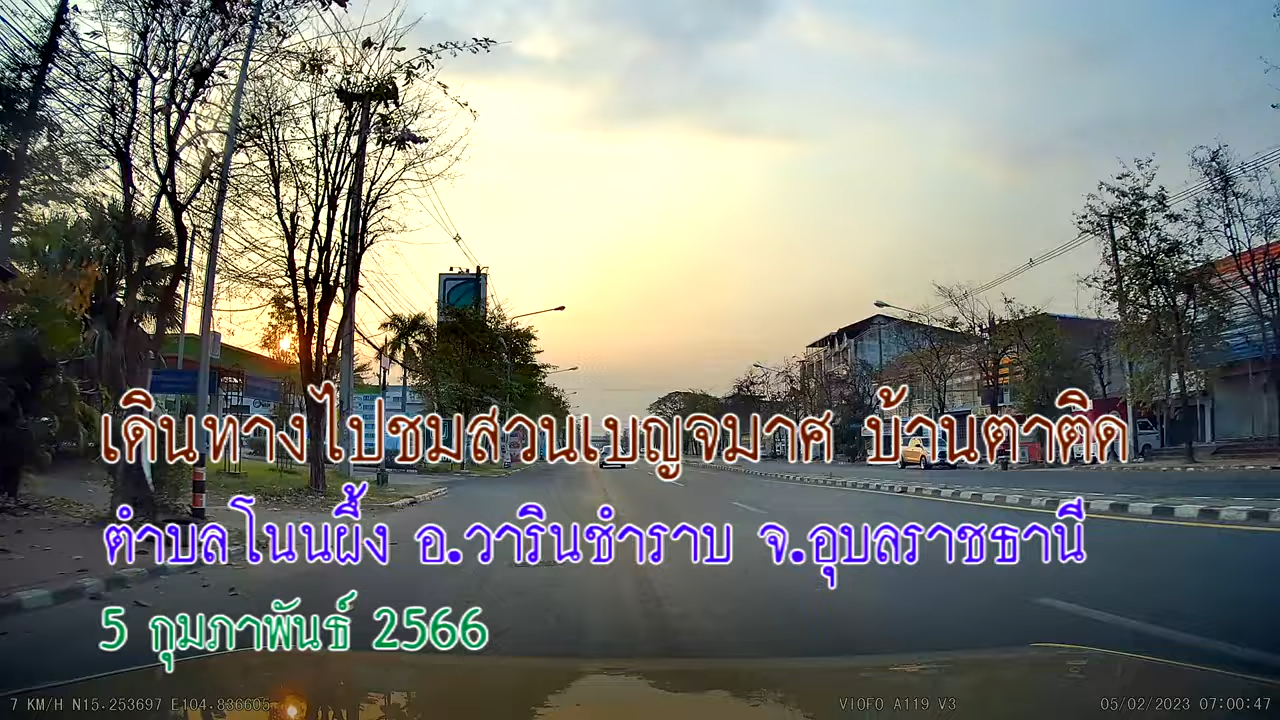 เดินทางไปชมสวนเบญจมาศ บ้านตาติด
ตำบลโนนผึ้ง อ.วารินชำราบ จ.อุบลราชธานี
5 กุมภาพันธ์ 2566
7 KM/H N15.253697 E104.836605 VIOFO A119 V3 05/02/2023 07:00:47